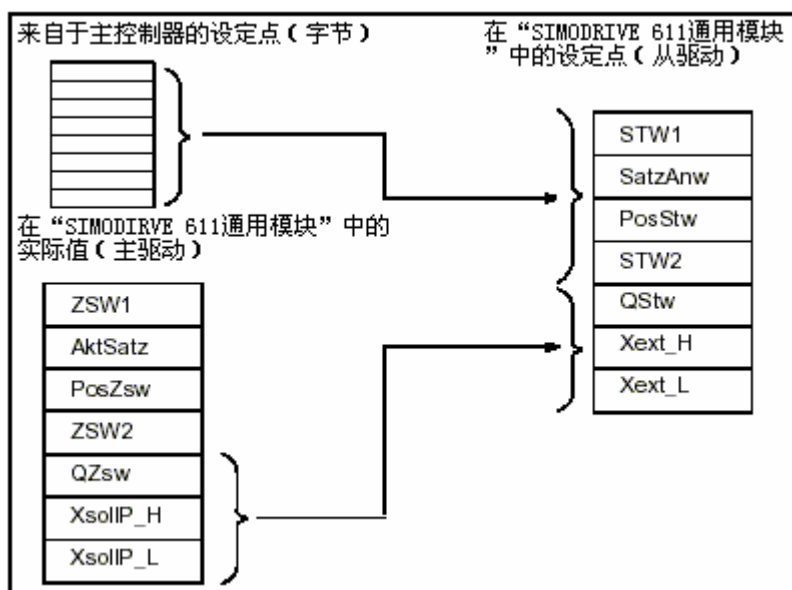 来自于主控制器的设定点（字节）
在“SIMODRIVE 611通用模块
”中的设定点（从驱动）
STW1
SatzAnw
PosStw
STW2
QStw
Xext_H
Xext_L
在“SIMODIRVE 611通用模块”中的
实际值（主驱动）
ZSW1
AktSatz
PosZsw
ZSW2
QZsw
XsollP_H
XsollP_L